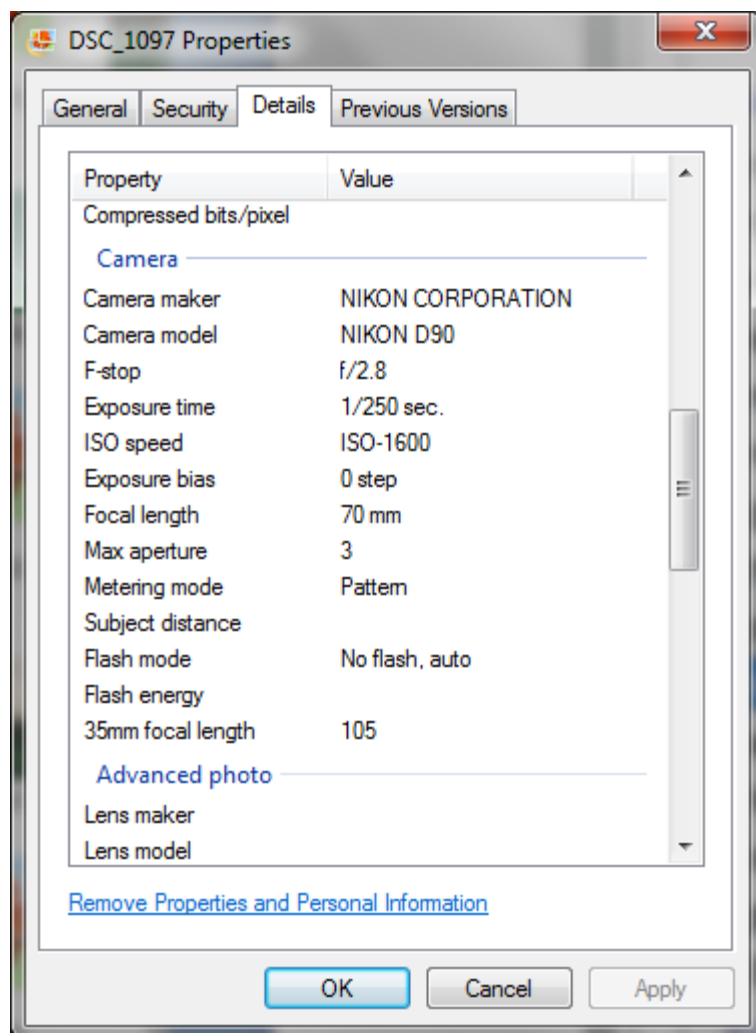 DSC_1097 Properties
General Security Details Previous Versions
Property Value
Compressed bits/pixel
Camera
Camera maker NIKON CORPORATION
Camera model NIKON D90
F-stop f/2.8
Exposure time 1/250 sec.
ISO speed ISO-1600
Exposure bias 0 step
Focal length 70 mm
Max aperture 3
Metering mode Pattern
Subject distance
Flash mode No flash, auto
Flash energy
35mm focal length 105
Advanced photo
Lens maker
Lens model
Remove Properties and Personal Information
OK Cancel Apply